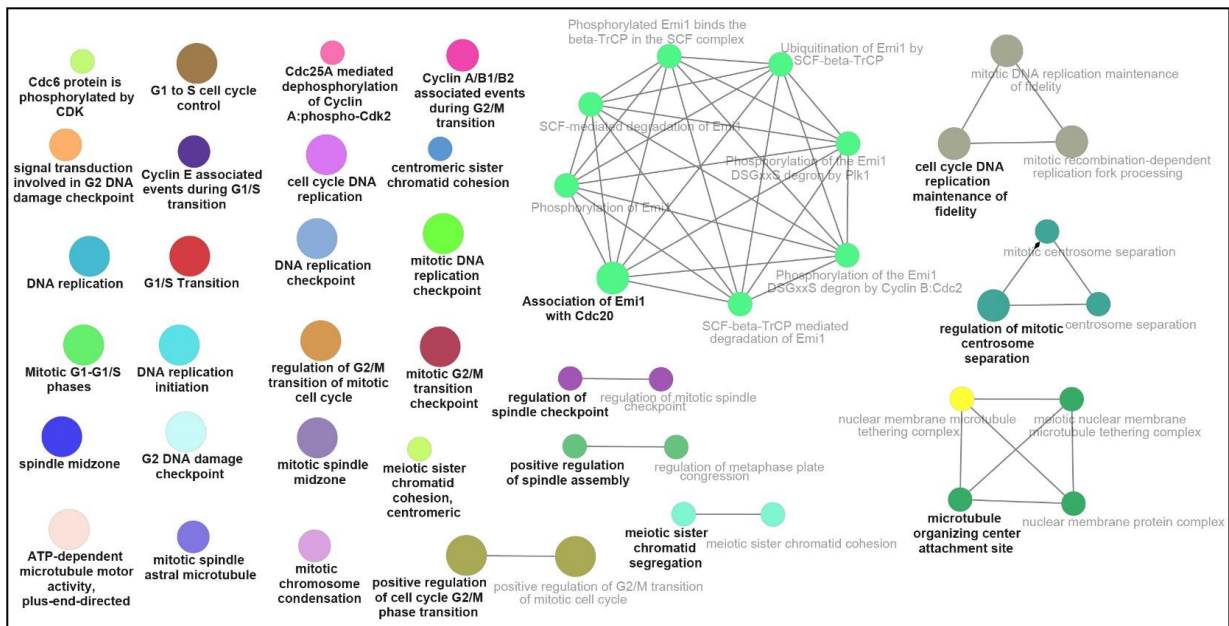 Cdc6 protein is
phosphorylated by
CDK
G1 to S cell cycle
control
Cdc25A mediated
dephosphorylation
of Cyclin
A:phospho-Cdk2
Cyclin A/B1/B2
associated events
during G2/M
transition
signal transduction
involved in G2 DNA
damage checkpoint
Cyclin E associated
events during G1/S
transition
cell cycle DNA
replication
centromeric sister
chromatid cohesion
DNA replication
G1/S Transition
DNA replication
checkpoint
mitotic DNA
replication
checkpoint
Mitotic G1-G1/S
phases
DNA replication
initiation
regulation of G2/M
transition of mitotic
cell cycle
mitotic G2/M
transition
checkpoint
spindle midzone
G2 DNA damage
checkpoint
mitotic spindle
midzone
meiotic sister
chromatid
cohesion,
centromeric
ATP-dependent
microtubule motor
activity,
plus-end-directed
mitotic spindle
astral microtubule
mitotic
chromosome
condensation
positive regulation
of cell cycle G2/M
phase transition
positive regulation of G2/M transition
of mitotic cell cycle
Phosphorylated Emi1 binds the
beta-TrCP in the SCF complex
Ubiquitination of Emi1 by
SCF-beta-TrCP
SCF-mediated degradation of Emi1
Phosphorylation of the Emi1
DSGxxS degron by Plk1
Phosphorylation of Emi1
Phosphorylation of the Emi1
DSGxxS degron by Cyclin B:Cdc2
Association of Emi1
with Cdc20
SCF-beta-TrCP mediated
degradation of Emi1
regulation of
spindle checkpoint
regulation of mitotic spindle
checkpoint
positive regulation
of spindle assembly
regulation of metaphase plate
congression
meiotic sister
chromatid
segregation
meiotic sister chromatid cohesion
mitotic DNA replication maintenance
of fidelity
cell cycle DNA
replication
maintenance of
fidelity
mitotic recombination-dependent
replication fork processing
mitotic centrosome separation
regulation of mitotic
centrosome
separation
centrosome separation
nuclear membrane microtubule
tethering complex
meiotic nuclear membrane
microtubule tethering complex
microtubule
organizing center
attachment site
nuclear membrane protein complex